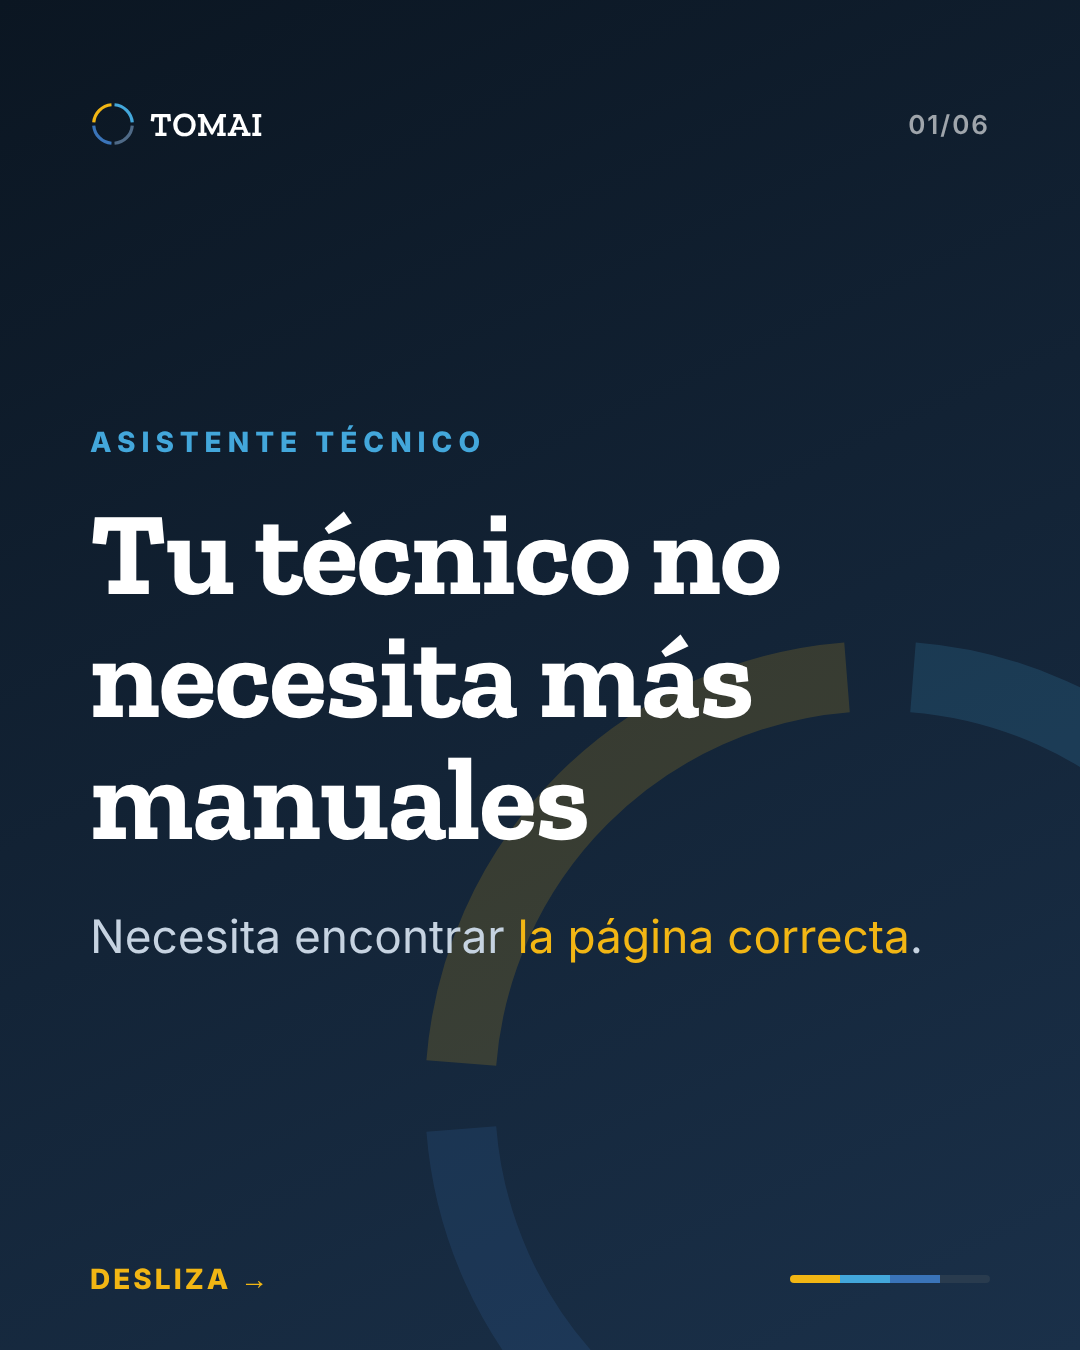 TOMAI
01/06
ASISTENTE TÉCNICO
Tu técnico no
necesita más
manuales
Necesita encontrar la página correcta.
DESLIZA →